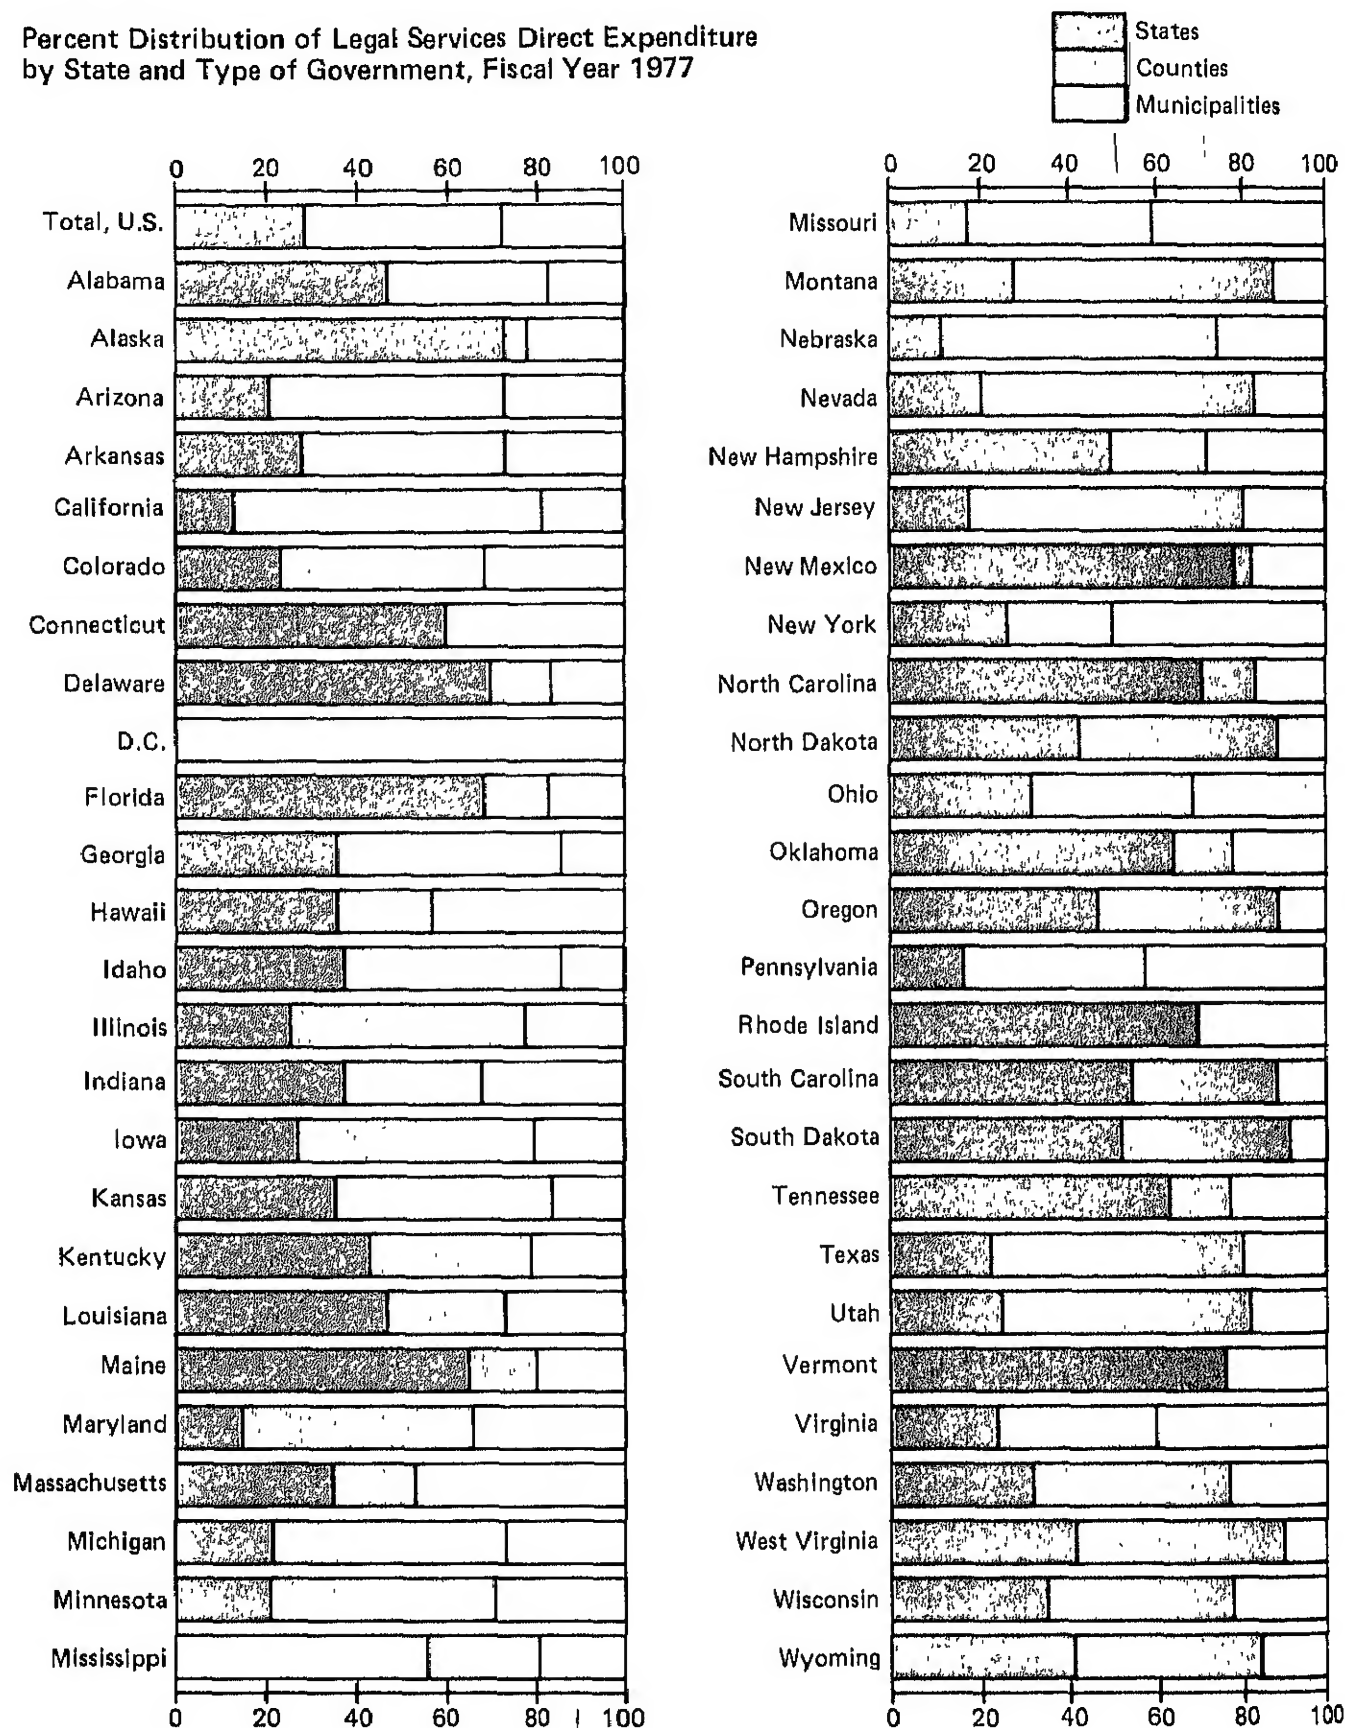 Percent Distribution of Legal Services Direct Expenditure
by State and Type of Government, Fiscal Year 1977
States
Counties
Municipalities
0 20 40 60 80 100
Total, U.S.
Alabama
Alaska
Arizona
Arkansas
California
Colorado
Connecticut
Delaware
D.C.
Florida
Georgia
Hawaii
Idaho
Illinois
Indiana
Iowa
Kansas
Kentucky
Louisiana
Maine
Maryland
Massachusetts
Michigan
Minnesota
Mississippi
0 20 40 60 80 100
0 20 40 60 80 100
Missouri
Montana
Nebraska
Nevada
New Hampshire
New Jersey
New Mexico
New York
North Carolina
North Dakota
Ohio
Oklahoma
Oregon
Pennsylvania
Rhode Island
South Carolina
South Dakota
Tennessee
Texas
Utah
Vermont
Virginia
Washington
West Virginia
Wisconsin
Wyoming
0 20 40 60 80 100